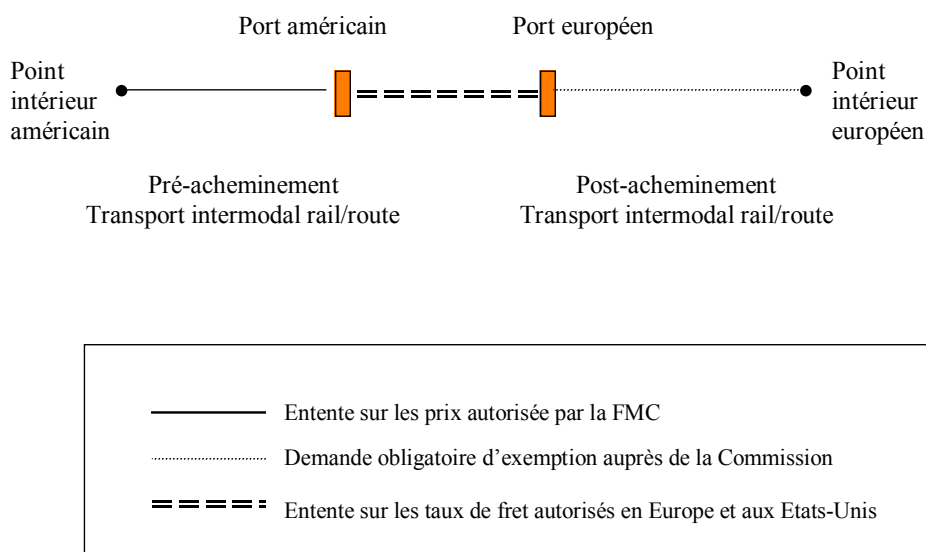 Port américain
Port européen
Point
intérieur
américain
Point
intérieur
européen
Pré-acheminement
Transport intermodal rail/route
Post-acheminement
Transport intermodal rail/route
Entente sur les prix autorisée par la FMC
Demande obligatoire d'exemption auprès de la Commission
Entente sur les taux de fret autorisés en Europe et aux Etats-Unis